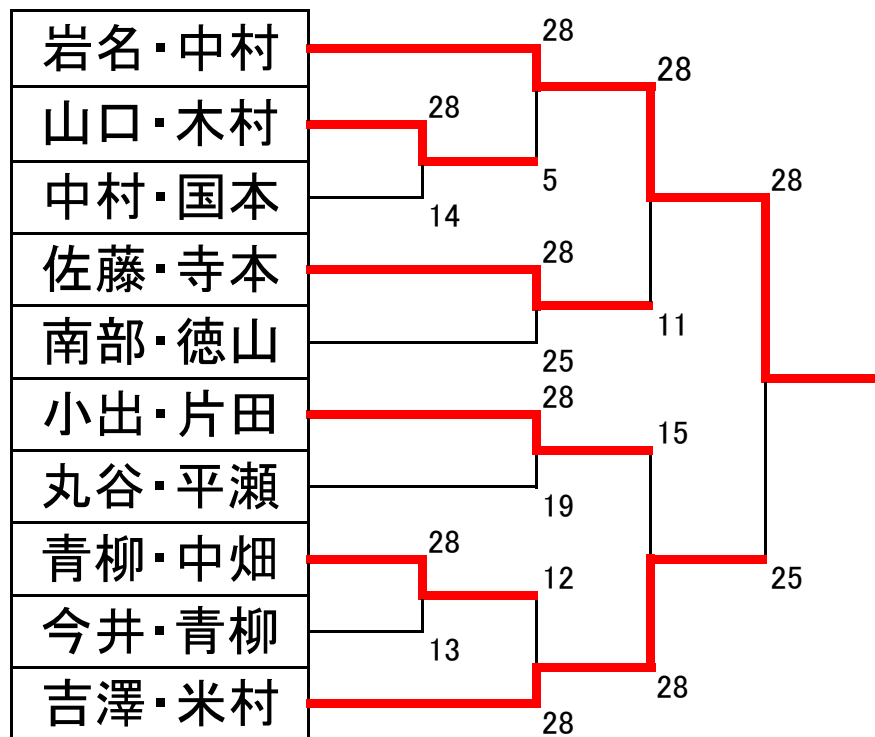 岩名・中村
28
28
山口・木村
28
5
28
中村・国本
14
佐藤・寺本
28
11
南部・徳山
25
小出・片田
28
15
丸谷・平瀬
19
青柳・中畑
28
12
25
今井・青柳
13
吉澤・米村
28
28